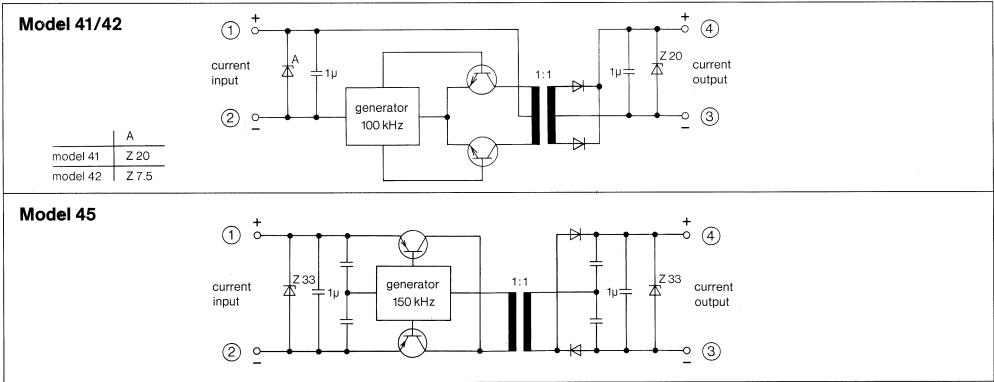 Model 41/42
+
+
1
4
A
Z 20
1:1
current
input
1µ
1µ
current
output
generator
100 kHz
2
3
−
−
A
model 41 Z 20
model 42 Z 7.5
Model 45
+
+
1
4
1:1
current
input
Z 33
1µ
generator
150 kHz
1µ
Z 33
current
output
2
3
−
−